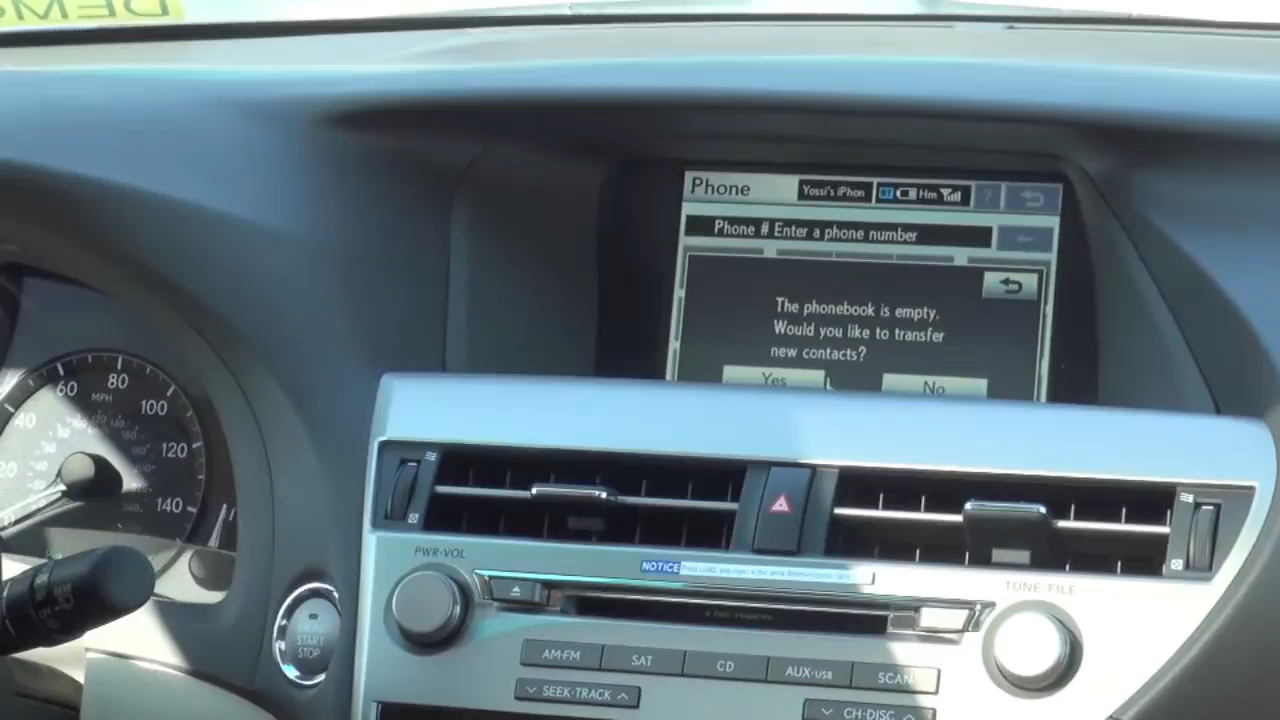 DEMO
Phone
Yossi's iPhon
Hm
?
Phone # Enter a phone number
The phonebook is empty.
Would you like to transfer
new contacts?
Yes
No
20
40
60
80
100
120
140
MPH
PWR·VOL
NOTICE
TUNE·FILE
START
STOP
AM·FM
SAT
CD
AUX·USB
SCAN
SEEK·TRACK
CH·DISC